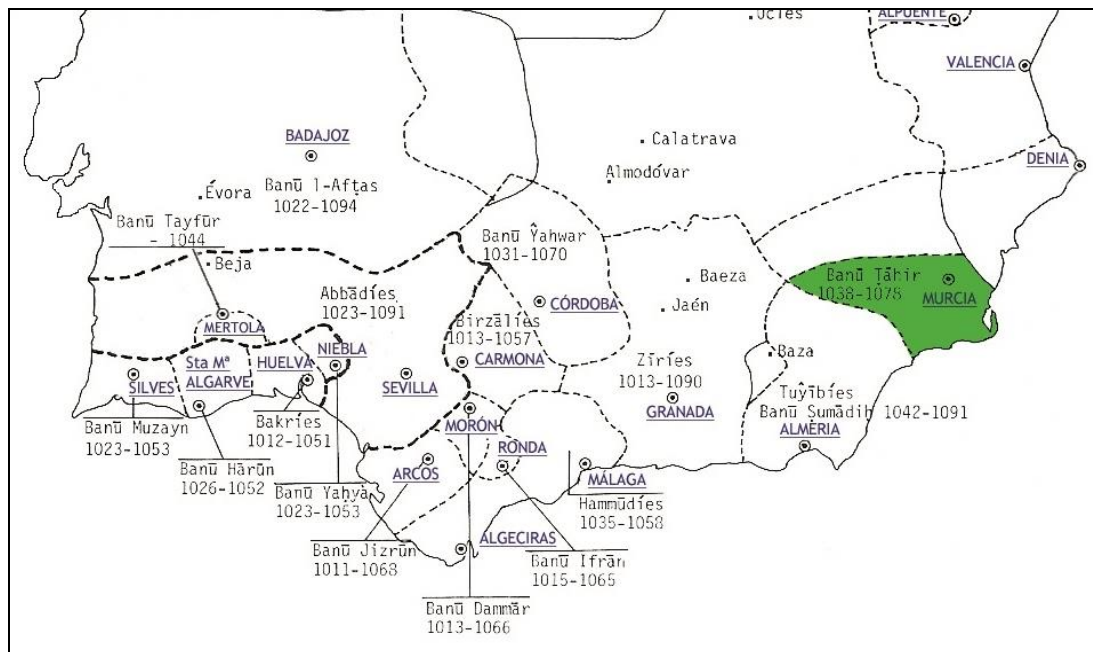 .Ucles
ALPUENTE
VALENCIA
BADAJOZ
.Calatrava
DENIA
Almodóvar
.Évora
Banū l-Afṭas
1022-1094
Banū Tayfūr
- 1044
Banū Ŷahwar
1031-1070
.Beja
.Baeza
Banū Ṭāhir
1038-1078
MURCIA
Abbādíes
1023-1091
CÓRDOBA
.Jaén
MERTOLA
Birzālíes
1013-1057
NIEBLA
CARMONA
.Baza
Sta Mª
ALGARVE
HUELVA
Zīríes
1013-1090
SILVES
SEVILLA
GRANADA
Tuŷībíes
Banū Ṣumādiḥ 1042-1091
ALMERIA
Banū Muzayn
1023-1053
Bakríes
1012-1051
MORÓN
RONDA
ARCOS
MÁLAGA
Banū Hārūn
1026-1052
Banū Yaḥyà
1023-1053
Hammūdíes
1035-1058
ALGECIRAS
Banū Jizrūn
1011-1068
Banū Ifrān
1015-1065
Banū Dammār
1013-1066